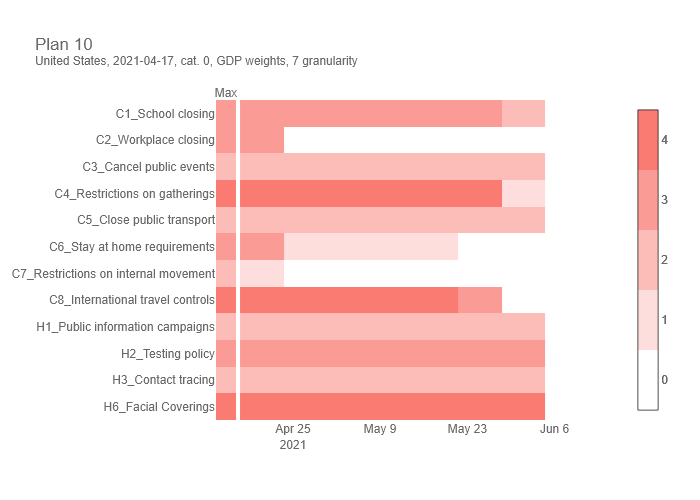 Plan 10
United States, 2021-04-17, cat. 0, GDP weights, 7 granularity
Max
C1_School closing
C2_Workplace closing
C3_Cancel public events
C4_Restrictions on gatherings
C5_Close public transport
C6_Stay at home requirements
C7_Restrictions on internal movement
C8_International travel controls
H1_Public information campaigns
H2_Testing policy
H3_Contact tracing
H6_Facial Coverings
Apr 25 May 9 May 23 Jun 6
2021
4
3
2
1
0